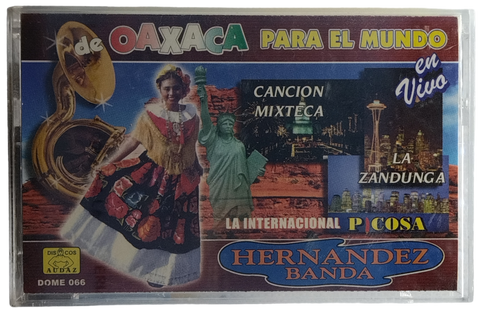 de OAXACA PARA EL MUNDO
en Vivo
CANCION
MIXTECA
LA
ZANDUNGA
LA INTERNACIONAL PICOSA
HERNANDEZ
BANDA
DISCOS
AUDAZ
DOME 066